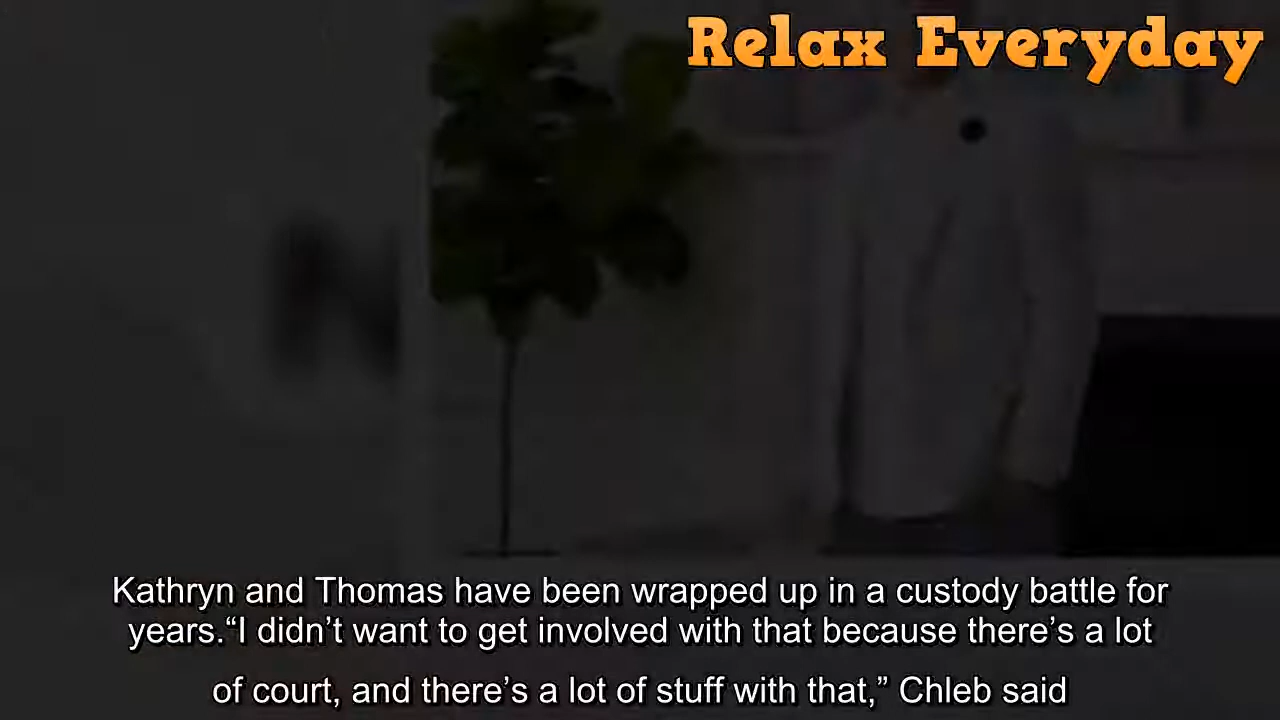 Relax Everyday
Kathryn and Thomas have been wrapped up in a custody battle for
years.“I didn’t want to get involved with that because there’s a lot
of court, and there’s a lot of stuff with that,” Chleb said